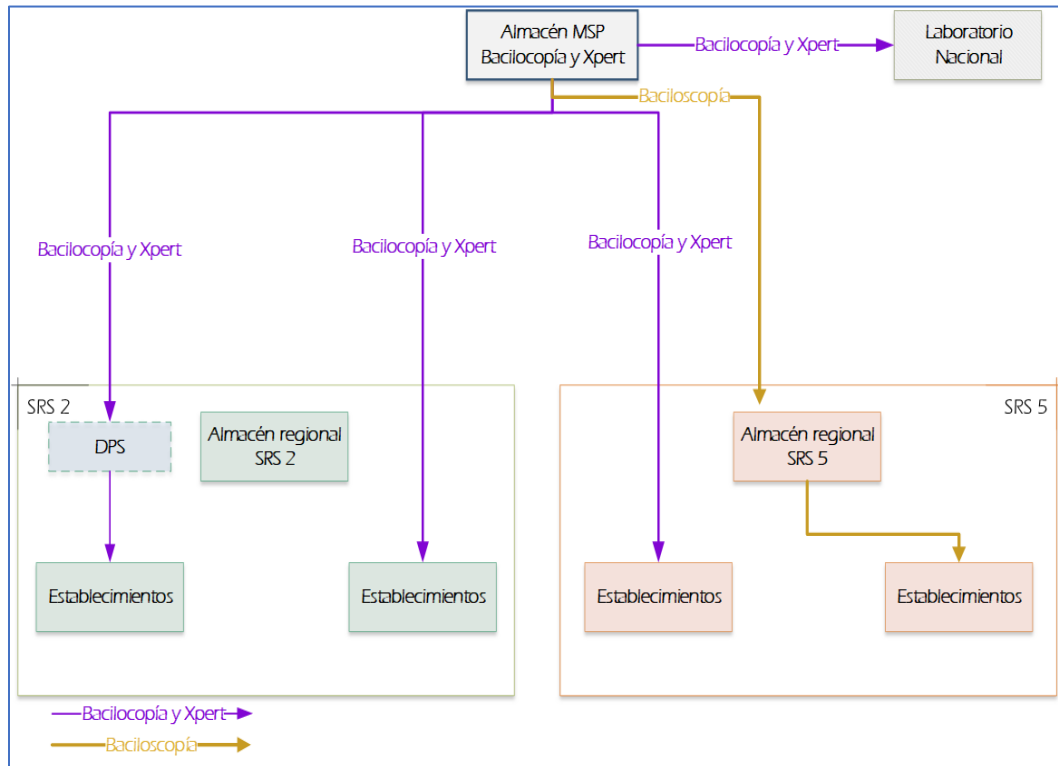 Almacén MSP
Bacilocopía y Xpert
Bacilocopía y Xpert
Laboratorio
Nacional
Baciloscopía
Bacilocopía y Xpert
Bacilocopía y Xpert
Bacilocopía y Xpert
SRS 2
SRS 5
DPS
Almacén regional
SRS 2
Almacén regional
SRS 5
Establecimientos
Establecimientos
Establecimientos
Establecimientos
Bacilocopía y Xpert
Baciloscopía